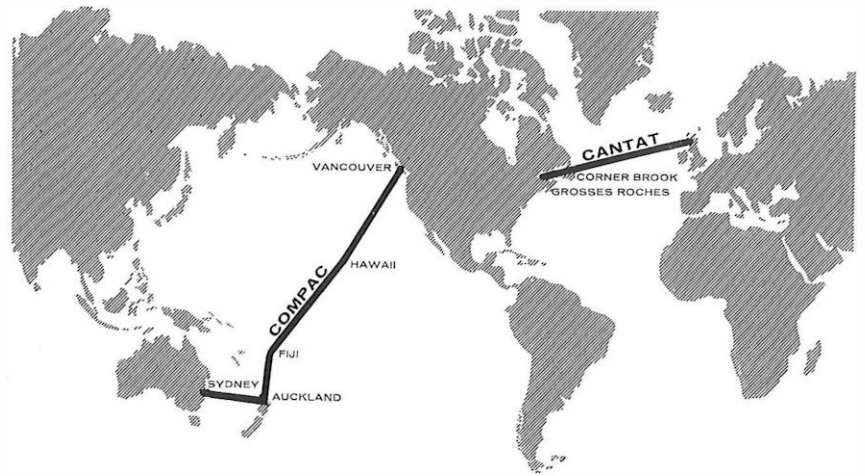 CANTAT
VANCOUVER
CORNER BROOK
GROSSES ROCHES
HAWAII
COMPAC
FIJI
SYDNEY
AUCKLAND